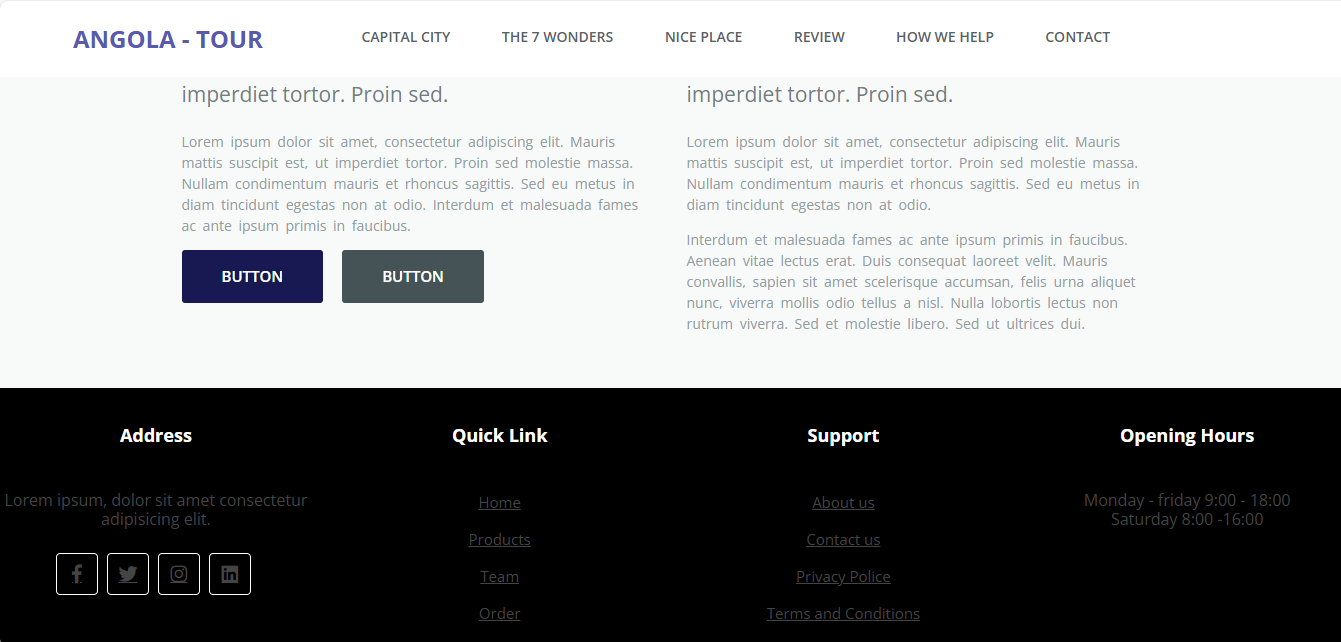 ANGOLA - TOUR
CAPITAL CITY THE 7 WONDERS NICE PLACE REVIEW HOW WE HELP CONTACT
imperdiet tortor. Proin sed.
Lorem ipsum dolor sit amet, consectetur adipiscing elit. Mauris
mattis suscipit est, ut imperdiet tortor. Proin sed molestie massa.
Nullam condimentum mauris et rhoncus sagittis. Sed eu metus in
diam tincidunt egestas non at odio. Interdum et malesuada fames
ac ante ipsum primis in faucibus.
BUTTON BUTTON
imperdiet tortor. Proin sed.
Lorem ipsum dolor sit amet, consectetur adipiscing elit. Mauris
mattis suscipit est, ut imperdiet tortor. Proin sed molestie massa.
Nullam condimentum mauris et rhoncus sagittis. Sed eu metus in
diam tincidunt egestas non at odio.
Interdum et malesuada fames ac ante ipsum primis in faucibus.
Aenean vitae lectus erat. Duis consequat laoreet velit. Mauris
convallis, sapien sit amet scelerisque accumsan, felis urna aliquet
nunc, viverra mollis odio tellus a nisl. Nulla lobortis lectus non
rutrum viverra. Sed et molestie libero. Sed ut ultrices dui.
Address
Lorem ipsum, dolor sit amet consectetur
adipisicing elit.
Quick Link
Home
Products
Team
Order
Support
About us
Contact us
Privacy Police
Terms and Conditions
Opening Hours
Monday - friday 9:00 - 18:00
Saturday 8:00 -16:00